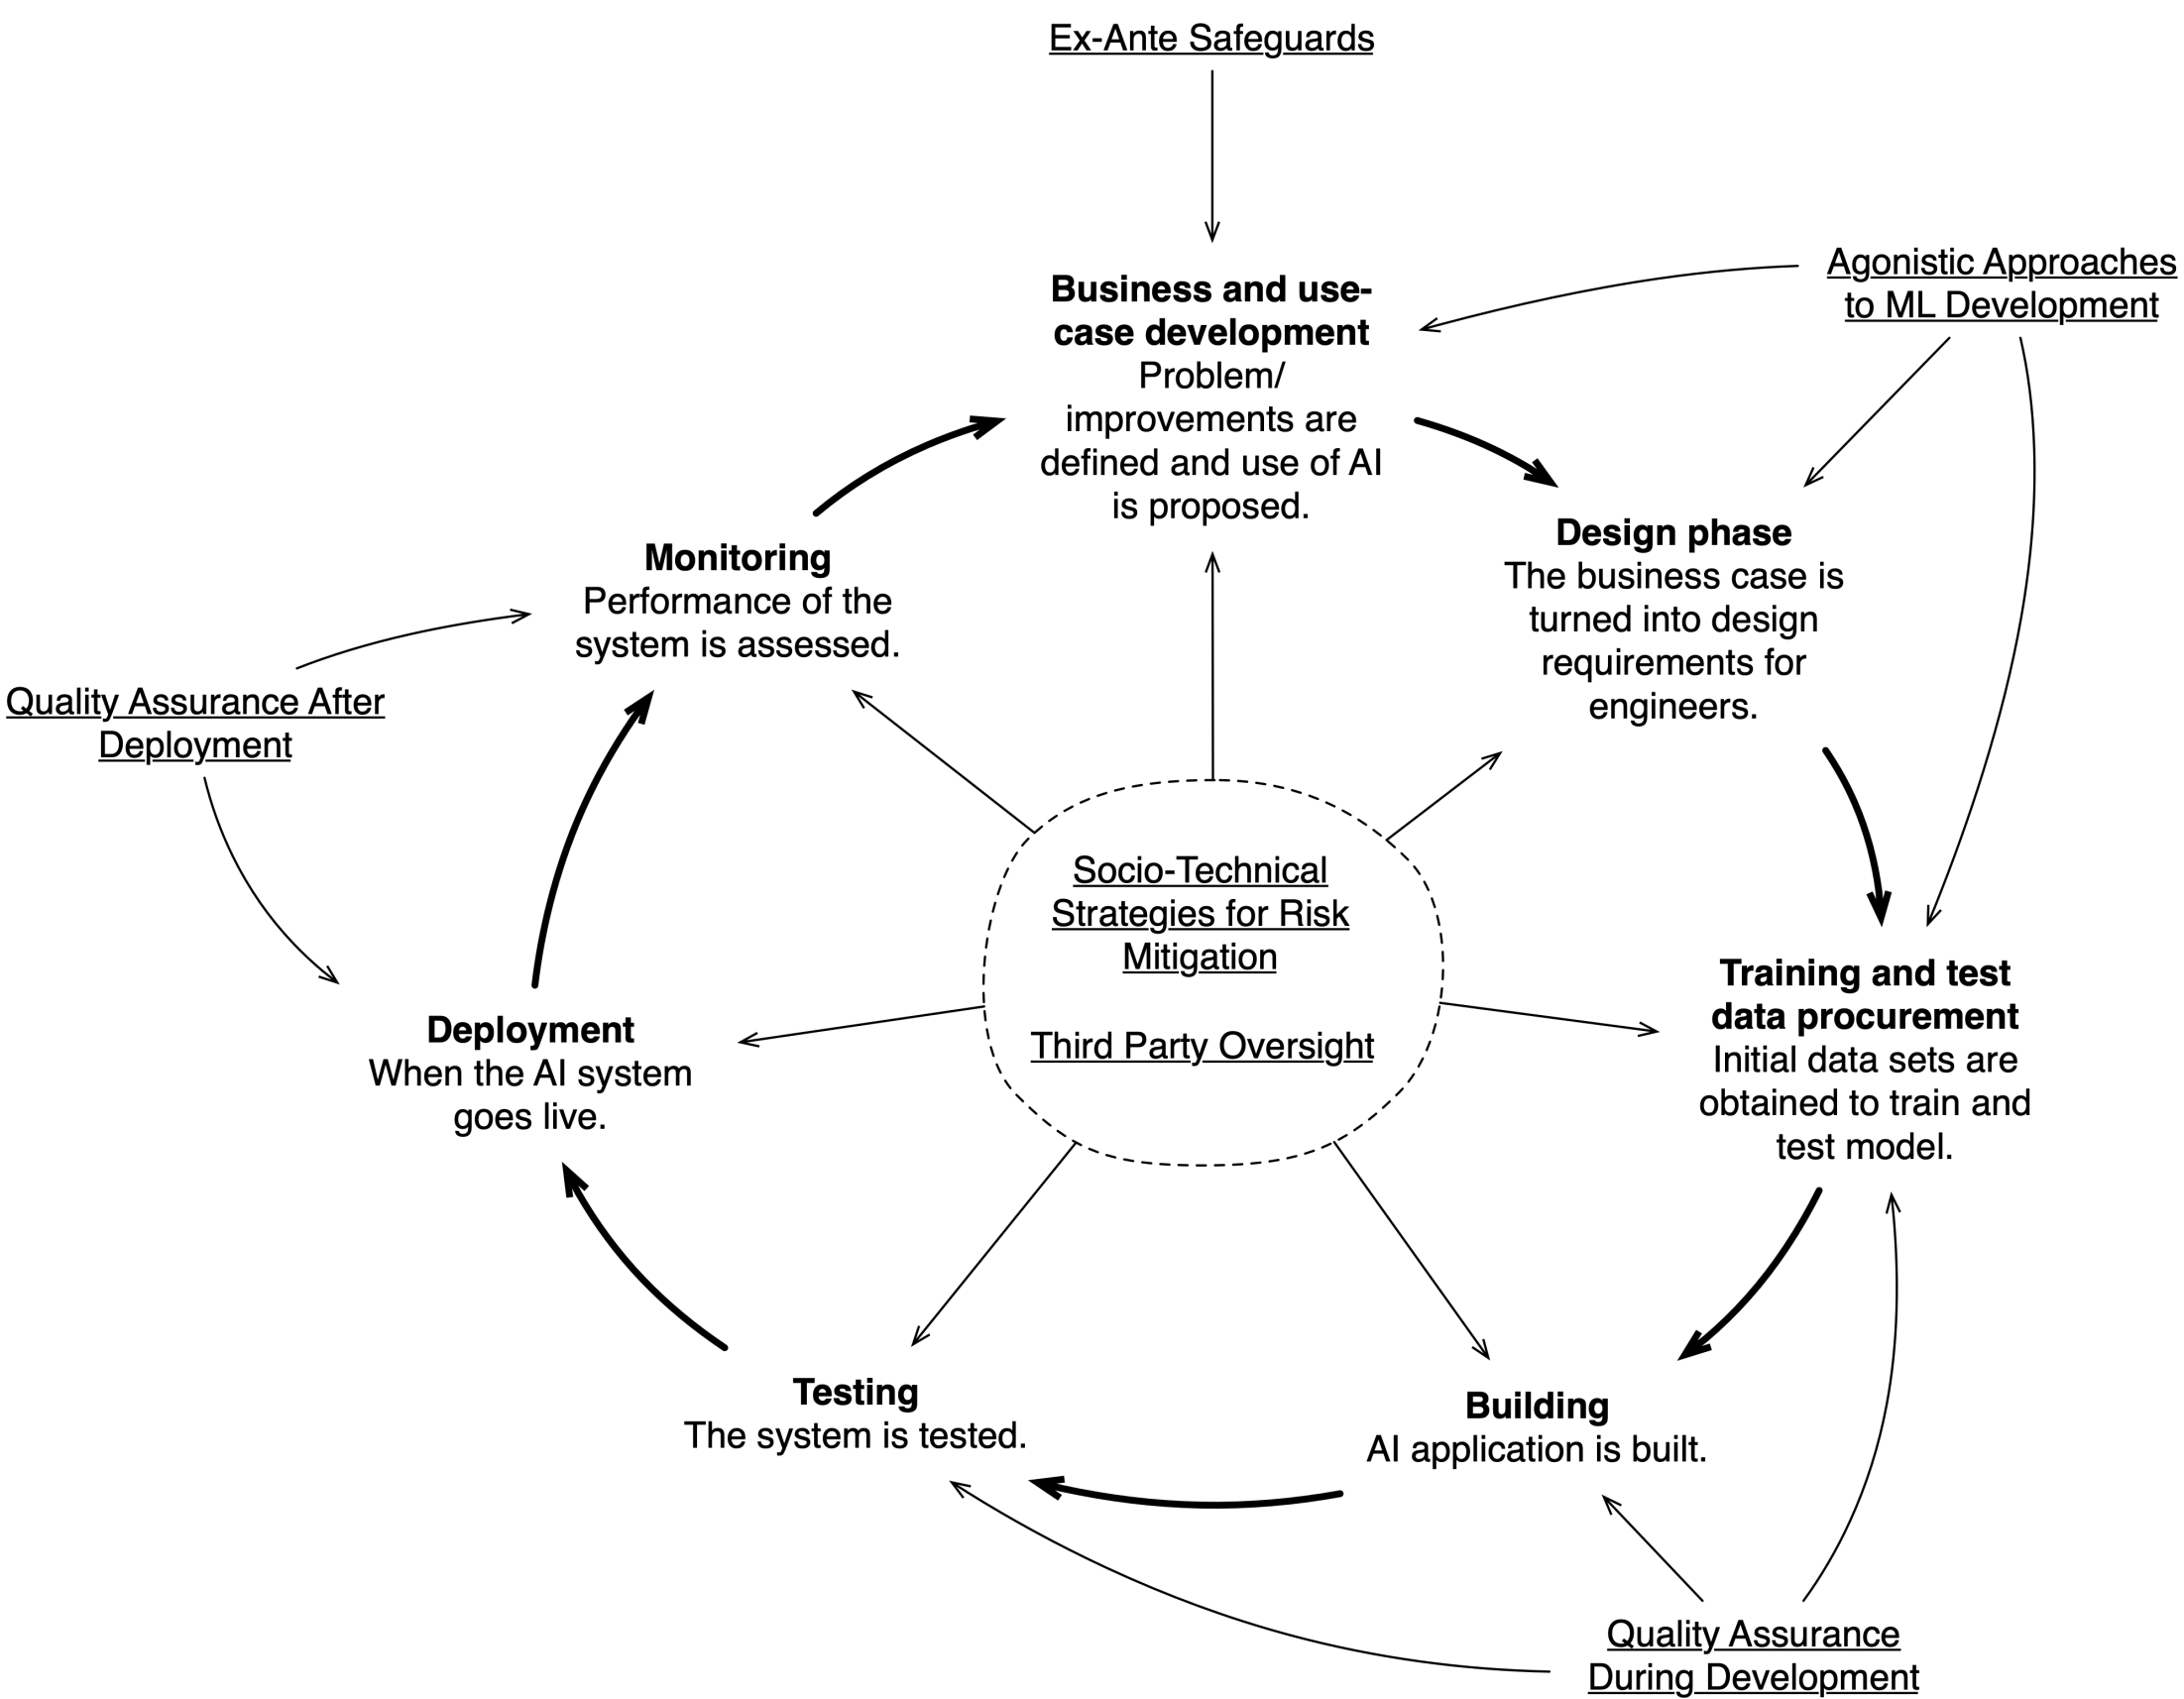 Ex-Ante Safeguards
Agonistic Approaches
to ML Development
Business and use-
case development
Problem/
improvements are
defined and use of AI
is proposed.
Design phase
The business case is
turned into design
requirements for
engineers.
Monitoring
Performance of the
system is assessed.
Quality Assurance After
Deployment
Socio-Technical
Strategies for Risk
Mitigation
Third Party Oversight
Training and test
data procurement
Initial data sets are
obtained to train and
test model.
Deployment
When the AI system
goes live.
Testing
The system is tested.
Building
AI application is built.
Quality Assurance
During Development